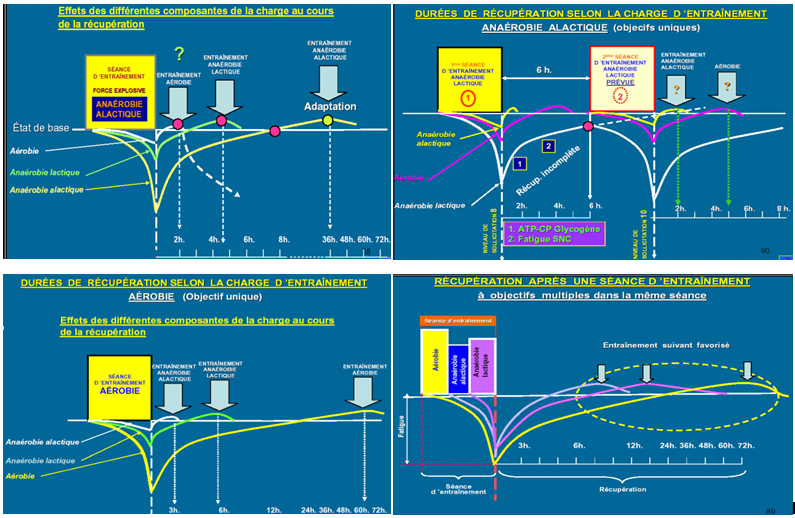 Effets des différentes composantes de la charge au cours
de la récupération
SÉANCE
D 'ENTRAÎNEMENT
FORCE EXPLOSIVE
ANAÉROBIE
ALACTIQUE
?
ENTRAÎNEMENT
AÉROBIE
ENTRAÎNEMENT
ANAÉROBIE
LACTIQUE
ENTRAÎNEMENT
ANAÉROBIE
ALACTIQUE
Adaptation
État de base
Aérobie
Anaérobie lactique
Anaérobie alactique
2h. 4h. 6h. 8h. 36h. 48h. 60h. 72h.
DURÉES DE RÉCUPÉRATION SELON LA CHARGE D 'ENTRAÎNEMENT
ANAÉROBIE ALACTIQUE (objecifs uniques)
1ère SÉANCE
D 'ENTRAÎNEMENT
ANAÉROBIE
LACTIQUE
1
6 h.
2ème SÉANCE
D 'ENTRAÎNEMENT
ANAÉROBIE
LACTIQUE
PRÉVUE
2
ENTRAÎNEMENT
ANAÉROBIE
ALACTIQUE
?
AÉROBIE
?
Anaérobie
alactique
Anaérobie lactique
1
2
Récup. incomplète
2h. 4h. 6 h. 2h. 4h. 6h. 8 h.
NIVEAU DE
SOLLICITATION 8
1. ATP-CP Glycogène
2. Fatigue SNC
NIVEAU DE
SOLLICITATION 10
90
DURÉES DE RÉCUPÉRATION SELON LA CHARGE D 'ENTRAÎNEMENT
AÉROBIE (Objectif unique)
Effets des différentes composantes de la charge au cours
de la récupération
SÉANCE
D 'ENTRAÎNEMENT
AÉROBIE
ENTRAÎNEMENT
ANAÉROBIE
ALACTIQUE
ENTRAÎNEMENT
ANAÉROBIE
LACTIQUE
ENTRAÎNEMENT
AÉROBIE
Anaérobie alactique
Anaérobie lactique
Aérobie
3h. 6h. 12h. 24h. 36h. 48h. 60h. 72h.
RÉCUPÉRATION APRÈS UNE SÉANCE D 'ENTRAÎNEMENT
à objectifs multiples dans la même séance
Séance d'entraînement
Aérobie
Anaérobie
alactique
Anaérobie
lactique
Entraînement suivant favorisé
Fatigue
3h. 6h. 12h. 24h. 36h. 48h. 60h. 72h.
Séance
d 'entraînement
Récupération
89